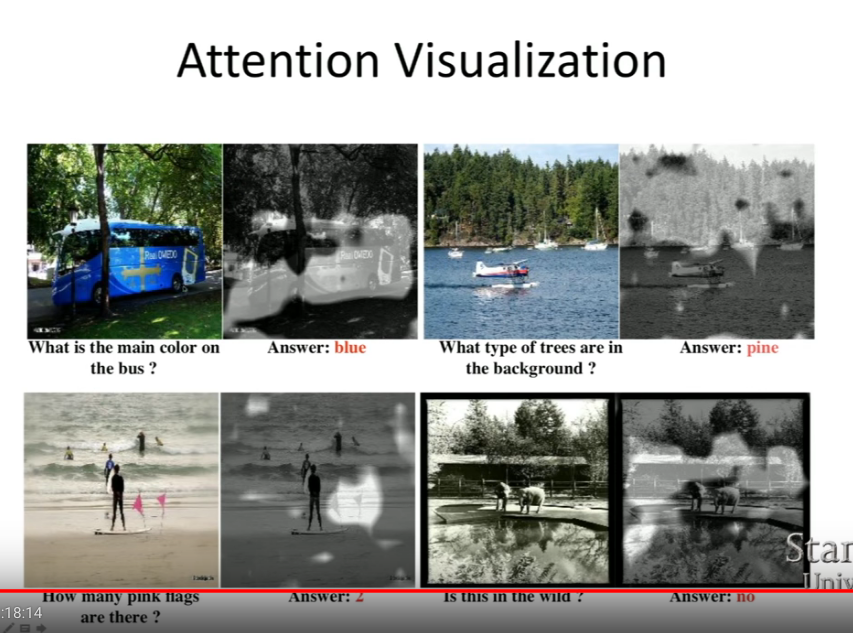 Attention Visualization
What is the main color on
the bus ?
Answer: blue
What type of trees are in
the background ?
Answer: pine
How many pink flags
are there ?
Answer: 2
Is this in the wild ?
Answer: no
Stan
Univ
:18:14